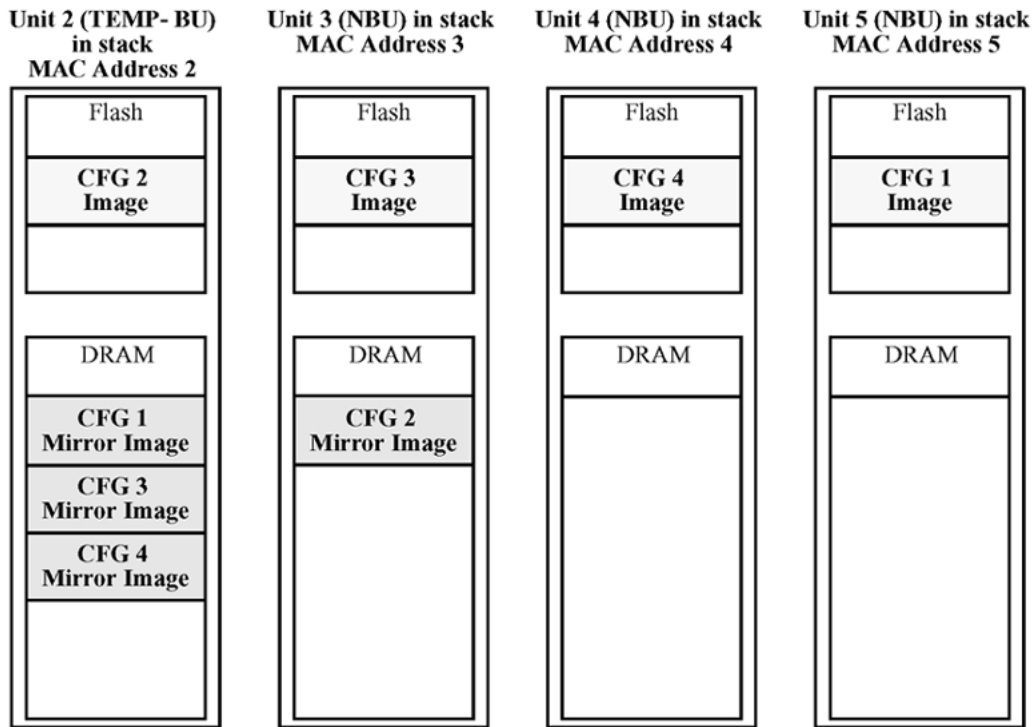 Unit 2 (TEMP- BU)
in stack
MAC Address 2
Unit 3 (NBU) in stack
MAC Address 3
Unit 4 (NBU) in stack
MAC Address 4
Unit 5 (NBU) in stack
MAC Address 5
Flash
CFG 2
Image
DRAM
CFG 1
Mirror Image
CFG 3
Mirror Image
CFG 4
Mirror Image
Flash
CFG 3
Image
DRAM
CFG 2
Mirror Image
Flash
CFG 4
Image
DRAM
Flash
CFG 1
Image
DRAM